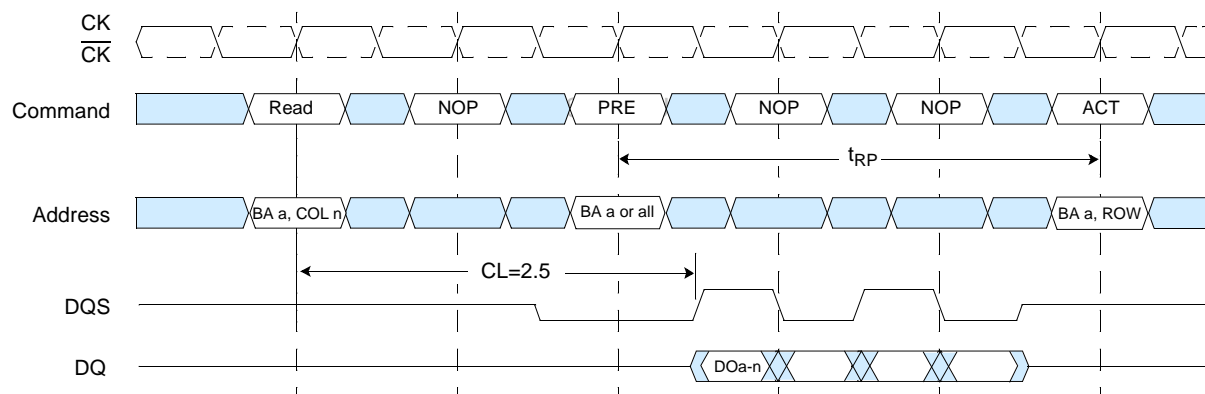 CK
CK
Command Read NOP PRE NOP NOP ACT
tRP
Address BA a, COL n BA a or all BA a, ROW
CL=2.5
DQS
DQ DOa-n